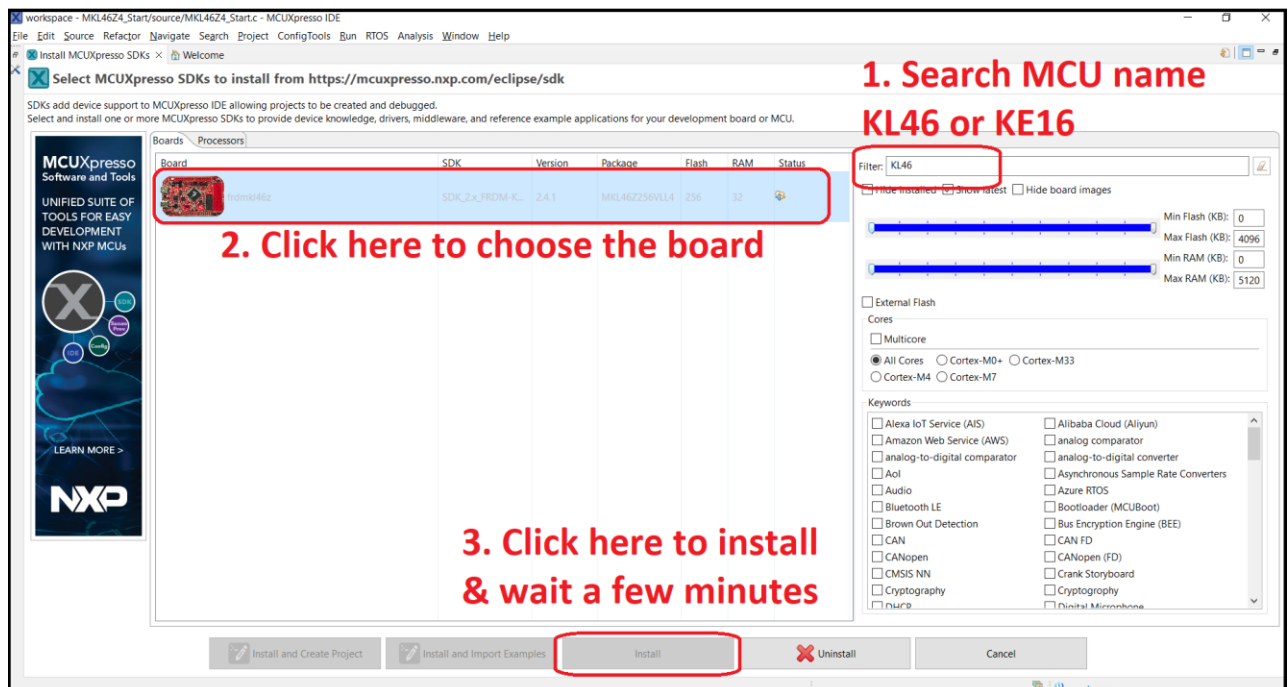 workspace - MKL46Z4_Start/source/MKL46Z4_Start.c - MCUXpresso IDE
File Edit Source Refactor Navigate Search Project ConfigTools Run RTOS Analysis Window Help
Install MCUXpresso SDKs Welcome
Select MCUXpresso SDKs to install from https://mcuxpresso.nxp.com/eclipse/sdk
1. Search MCU name
KL46 or KE16
SDKs add device support to MCUXpresso IDE allowing projects to be created and debugged.
Select and install one or more MCUXpresso SDKs to provide device knowledge, drivers, middleware, and reference example applications for your development board or MCU.
MCUXpresso
Software and Tools
UNIFIED SUITE OF
TOOLS FOR EASY
DEVELOPMENT
WITH NXP MCUs
X
SDK
IDE
Config
LEARN MORE >
NXP
Boards Processors
Board SDK Version Package Flash RAM Status
frdmkl46z SDK_2.x_FRDM-K... 2.4.1 MKL46Z256VLL4 256 32
2. Click here to choose the board
3. Click here to install
& wait a few minutes
Filter: KL46
Hide installed Show latest Hide board images
Min Flash (KB): 0
Max Flash (KB): 4096
Min RAM (KB): 0
Max RAM (KB): 5120
External Flash
Cores
Multicore
All Cores Cortex-M0+ Cortex-M33
Cortex-M4 Cortex-M7
Keywords
Alexa IoT Service (AIS) Alibaba Cloud (Aliyun)
Amazon Web Service (AWS) analog comparator
analog-to-digital comparator analog-to-digital converter
AoI Asynchronous Sample Rate Converters
Audio Azure RTOS
Bluetooth LE Bootloader (MCUBoot)
Brown Out Detection Bus Encryption Engine (BEE)
CAN CAN FD
CANopen CANopen (FD)
CMSIS NN Crank Storyboard
Cryptography Cryptogrophy
DHCP Digital Microphone
Install and Create Project Install and Import Examples Install Uninstall Cancel